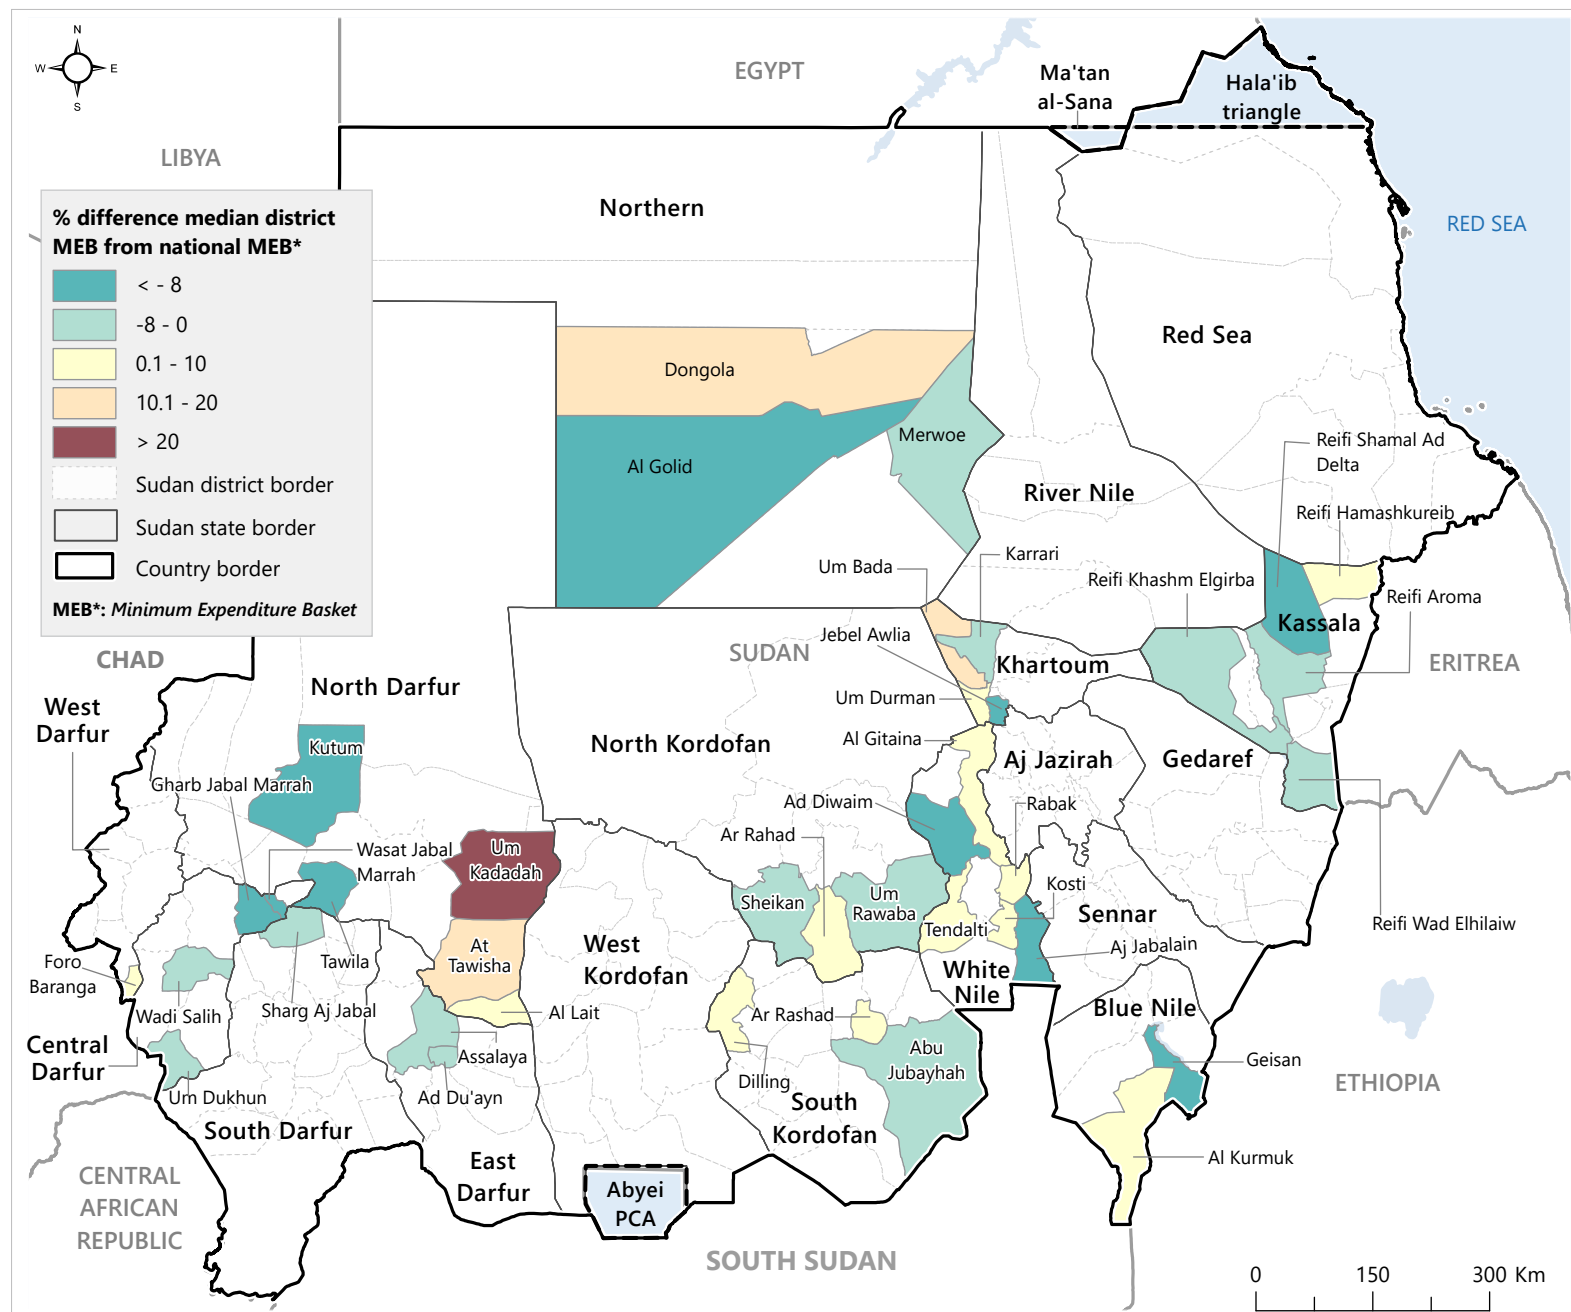 N
W
E
S
EGYPT
Ma'tan
al-Sana
Hala'ib
triangle
LIBYA
Northern
RED SEA
% difference median district
MEB from national MEB*
< - 8
-8 - 0
0.1 - 10
10.1 - 20
> 20
Sudan district border
Sudan state border
Country border
MEB*: Minimum Expenditure Basket
Red Sea
Dongola
Merwoe
Al Golid
Reifi Shamal Ad
Delta
River Nile
Reifi Hamashkureib
Karrari
Um Bada
Reifi Khashm Elgirba
Reifi Aroma
Kassala
Jebel Awlia
SUDAN
Khartoum
ERITREA
CHAD
North Darfur
West
Darfur
Um Durman
Al Gitaina
North Kordofan
Kutum
Aj Jazirah
Gedaref
Gharb Jabal Marrah
Ad Diwaim
Rabak
Ar Rahad
Wasat Jabal
Marrah
Um
Kadadah
Kosti
Sheikan
Um
Rawaba
Sennar
Reifi Wad Elhilaiw
Tendalti
Aj Jabalain
At
Tawisha
West
Kordofan
Foro
Baranga
Tawila
White
Nile
Wadi Salih
Sharg Aj Jabal
Al Lait
Ar Rashad
Blue Nile
Central
Darfur
Assalaya
Abu
Jubayhah
Geisan
Um Dukhun
Ad Du'ayn
Dilling
ETHIOPIA
South Darfur
South
Kordofan
Al Kurmuk
CENTRAL
AFRICAN
REPUBLIC
East
Darfur
Abyei
PCA
SOUTH SUDAN
0 150 300 Km